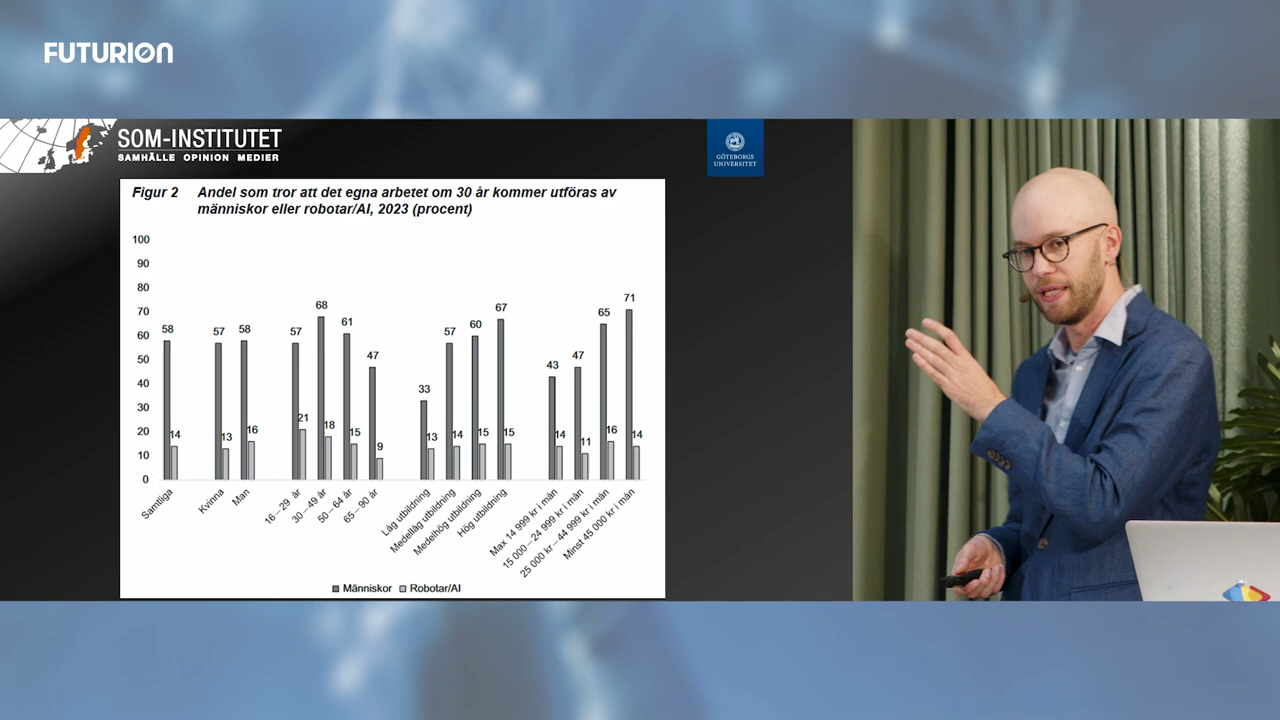 FUTURION
SOM-INSTITUTET
SAMHÄLLE OPINION MEDIER
GÖTEBORGS
UNIVERSITET
Figur 2 Andel som tror att det egna arbetet om 30 år kommer utföras av
människor eller robotar/AI, 2023 (procent)
100
90
80
70
60
50
40
30
20
10
0
58
14
57
13
58
16
57
21
68
18
61
15
47
9
33
13
57
14
60
15
67
15
43
14
47
11
65
16
71
14
Samtliga
Kvinna
Man
16 – 29 år
30 – 49 år
50 – 64 år
65 – 90 år
Låg utbildning
Medellåg utbildning
Medelhög utbildning
Hög utbildning
Max 14 999 kr i mån
15 000 – 24 999 kr i mån
25 000 kr – 44 999 kr i mån
Minst 45 000 kr i mån
Människor Robotar/AI